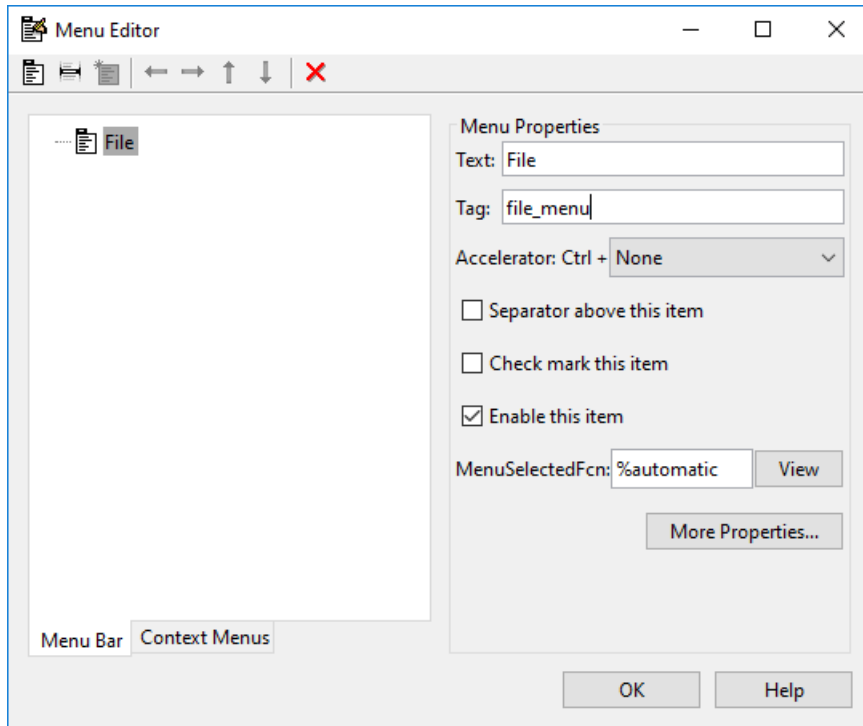 Menu Editor
File
Menu Properties
Text: File
Tag: file_menu
Accelerator: Ctrl + None
Separator above this item
Check mark this item
Enable this item
MenuSelectedFcn: %automatic View
More Properties...
Menu Bar Context Menus
OK Help